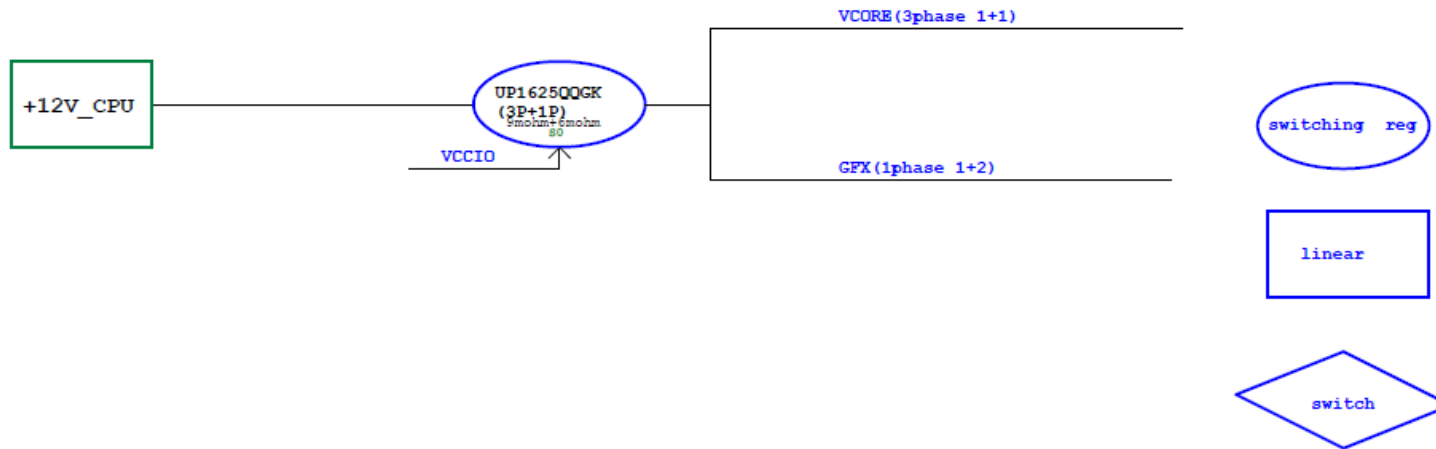 VCORE(3phase 1+1)
+12V_CPU
UP1625QQGK
(3P+1P)
9mohm+6mohm
80
VCCIO
GFX(1phase 1+2)
switching reg
linear
switch